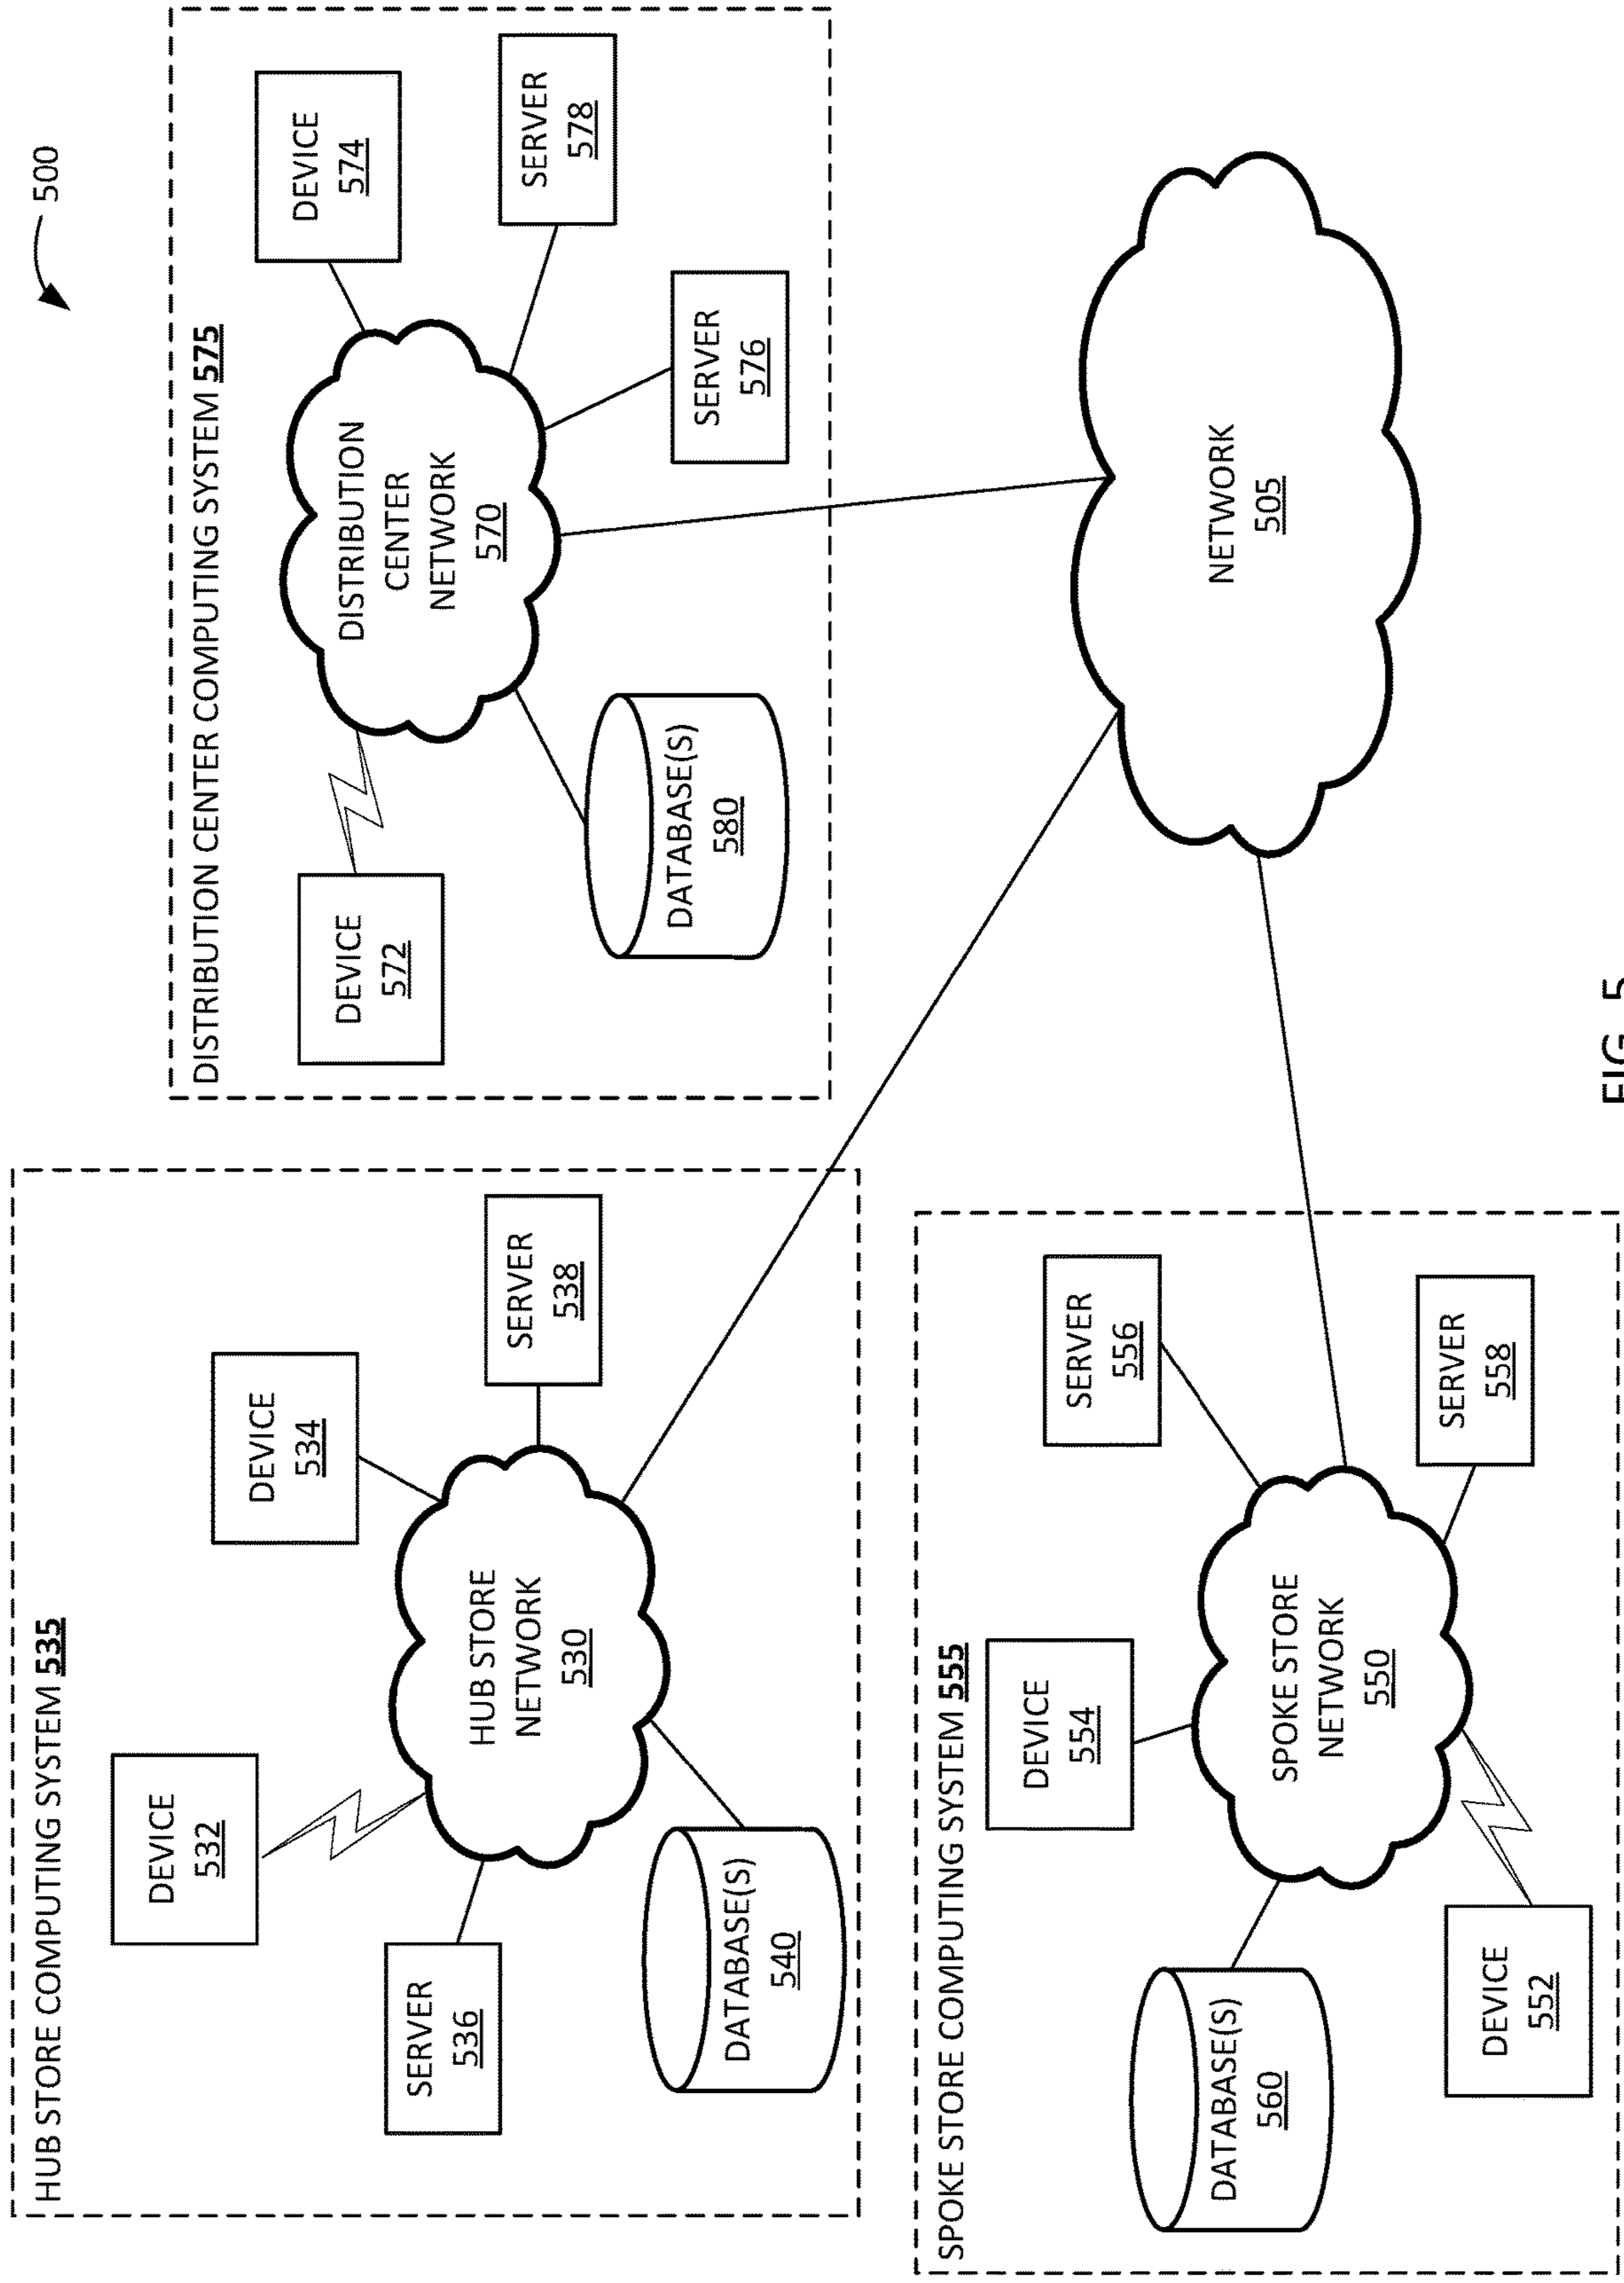 500
HUB STORE COMPUTING SYSTEM 535
DEVICE
532
DEVICE
534
SERVER
536
SERVER
538
HUB STORE
NETWORK
530
DATABASE(S)
540
DISTRIBUTION CENTER COMPUTING SYSTEM 575
DEVICE
572
DEVICE
574
DISTRIBUTION
CENTER
NETWORK
570
SERVER
578
SERVER
576
DATABASE(S)
580
SPOKE STORE COMPUTING SYSTEM 555
DEVICE
554
SERVER
556
DATABASE(S)
560
SPOKE STORE
NETWORK
550
SERVER
558
DEVICE
552
NETWORK
505
FIG. 5